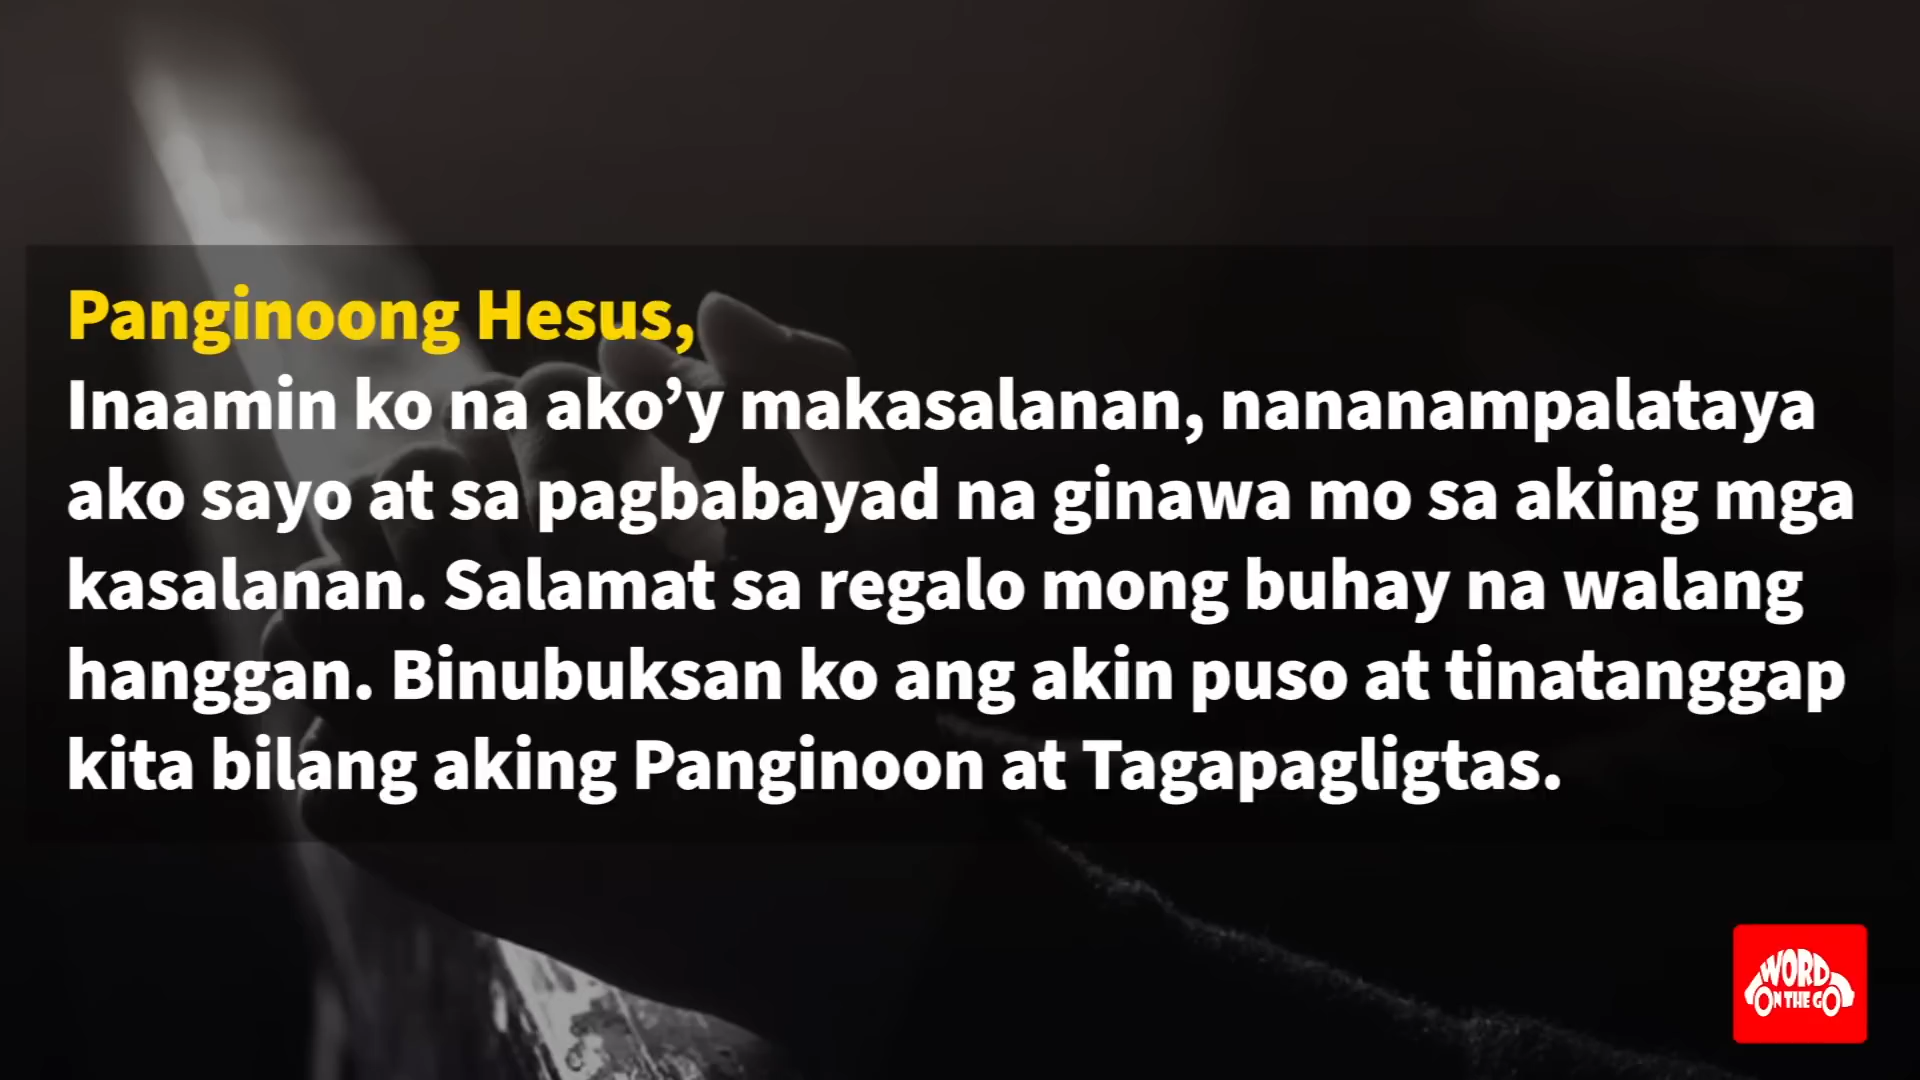 Panginoong Hesus,
Inaamin ko na ako’y makasalanan, nananampalataya
ako sayo at sa pagbabayad na ginawa mo sa aking mga
kasalanan. Salamat sa regalo mong buhay na walang
hanggan. Binubuksan ko ang akin puso at tinatanggap
kita bilang aking Panginoon at Tagapagligtas.
WORD
ON THE GO